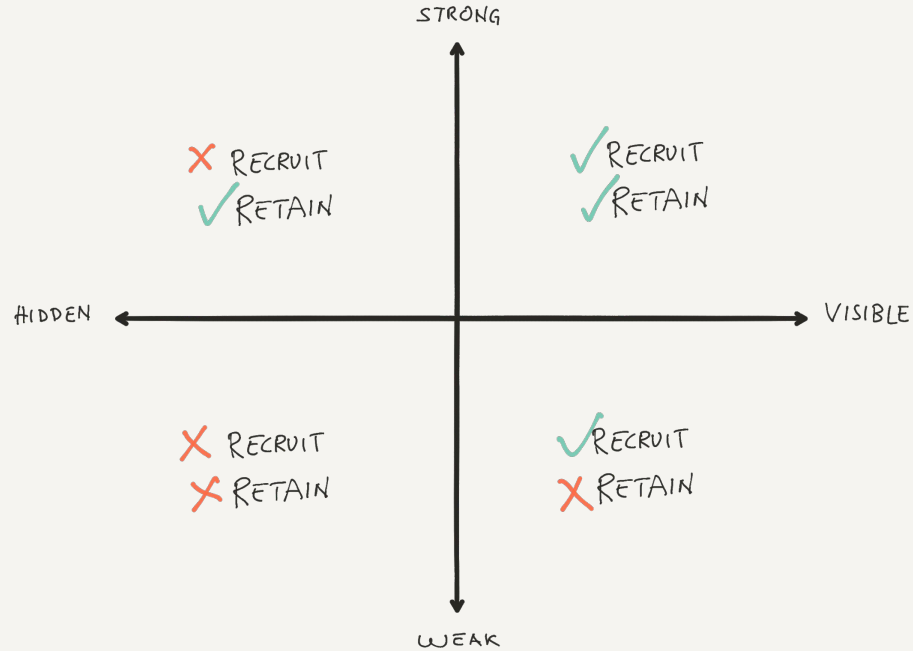 STRONG
RECRUIT
RETAIN
RECRUIT
RETAIN
HIDDEN
VISIBLE
RECRUIT
RETAIN
RECRUIT
RETAIN
WEAK